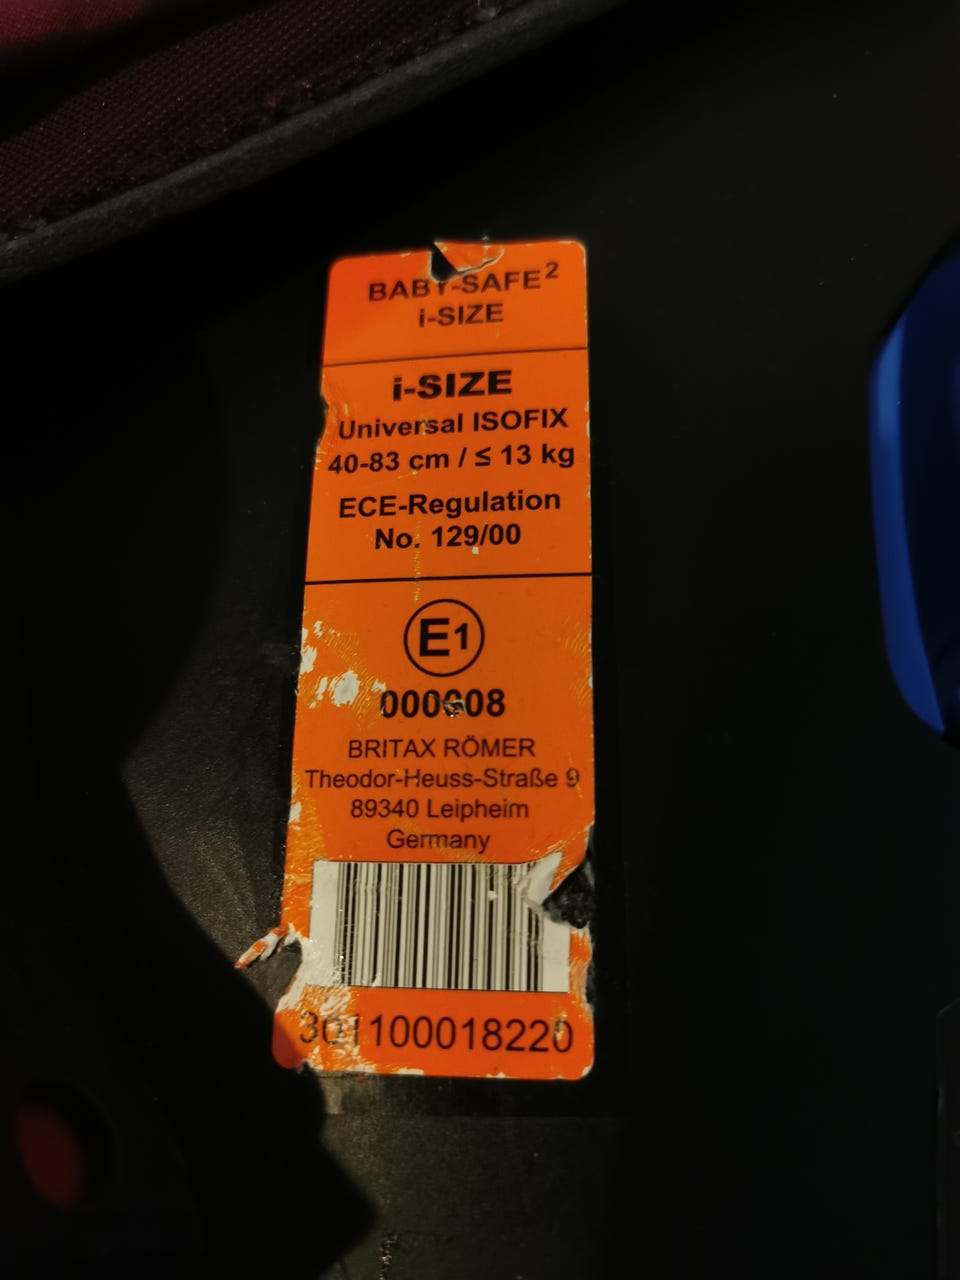 BABY-SAFE²
i-SIZE
i-SIZE
Universal ISOFIX
40-83 cm / ≤ 13 kg
ECE-Regulation
No. 129/00
E1
BRITAX RÖMER
Theodor-Heuss-Straße 9
89340 Leipheim
Germany
301100018220